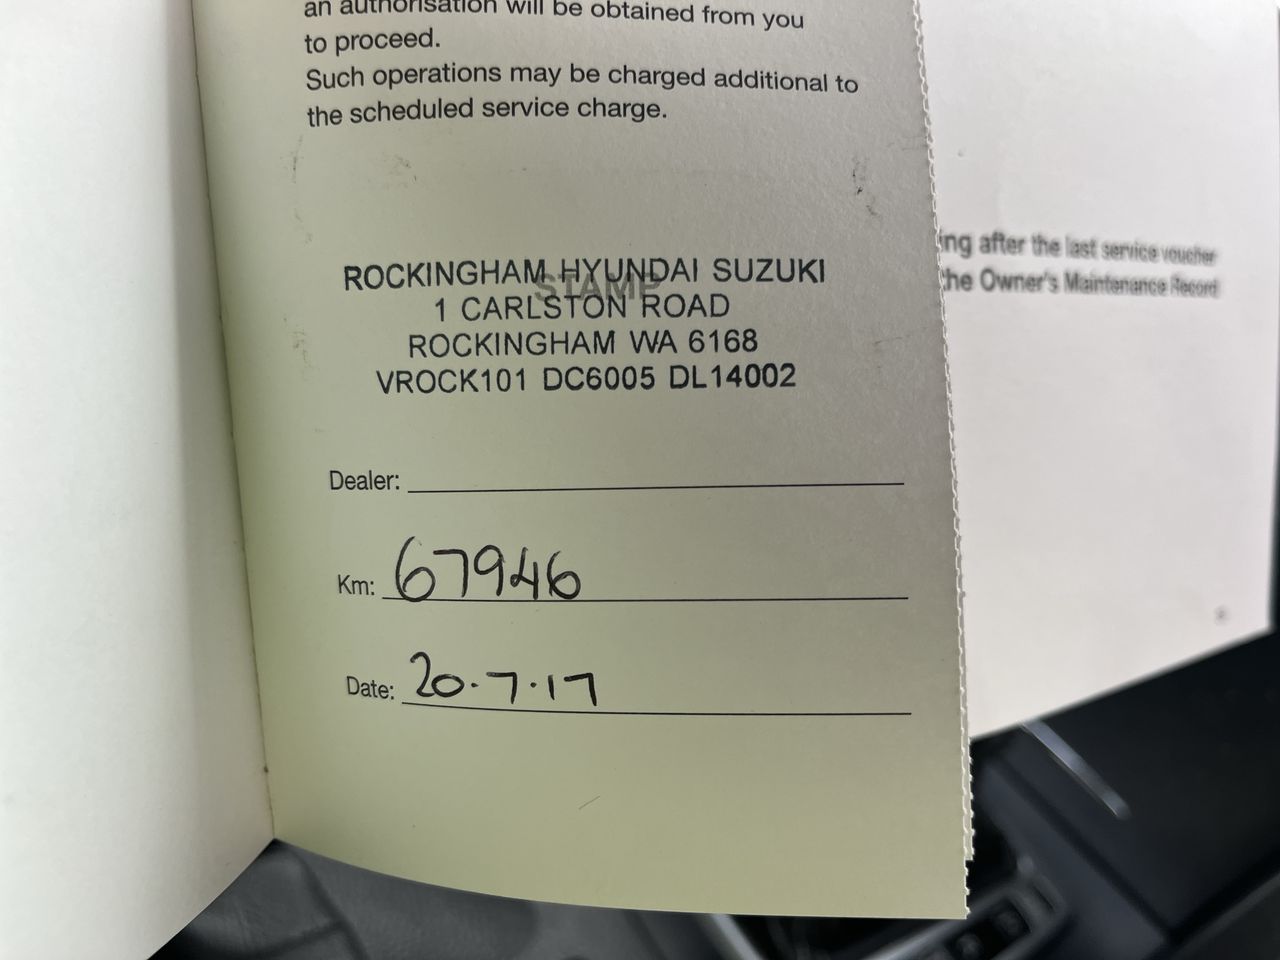 an authorisation will be obtained from you
to proceed.
Such operations may be charged additional to
the scheduled service charge.
STAMP
ROCKINGHAM HYUNDAI SUZUKI
1 CARLSTON ROAD
ROCKINGHAM WA 6168
VROCK101 DC6005 DL14002
Dealer:
Km: 67946
Date: 20.7.17
ing after the last service voucher
the Owner's Maintenance Record